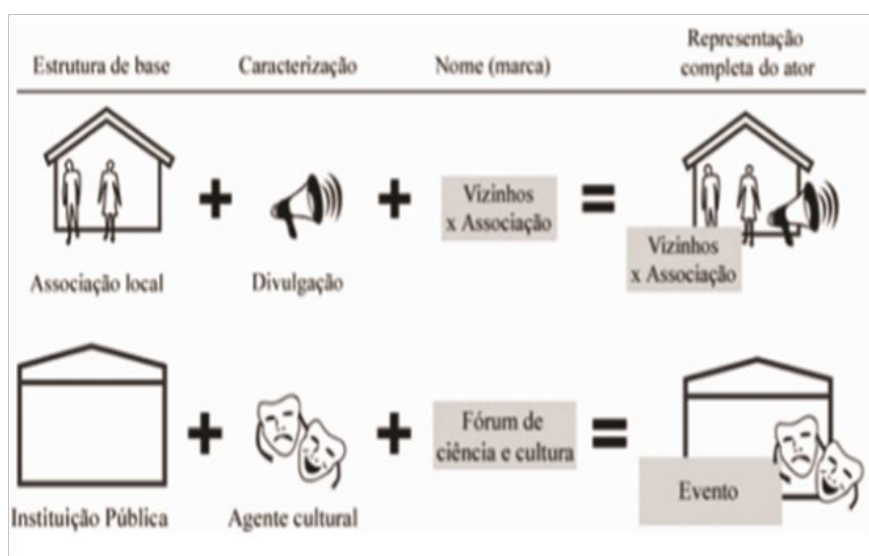 Estrutura de base
Caracterização
Nome (marca)
Representação
completa do ator
Associação local
Divulgação
Vizinhos
x Associação
Vizinhos
x Associação
Instituição Pública
Agente cultural
Fórum de
ciência e cultura
Evento